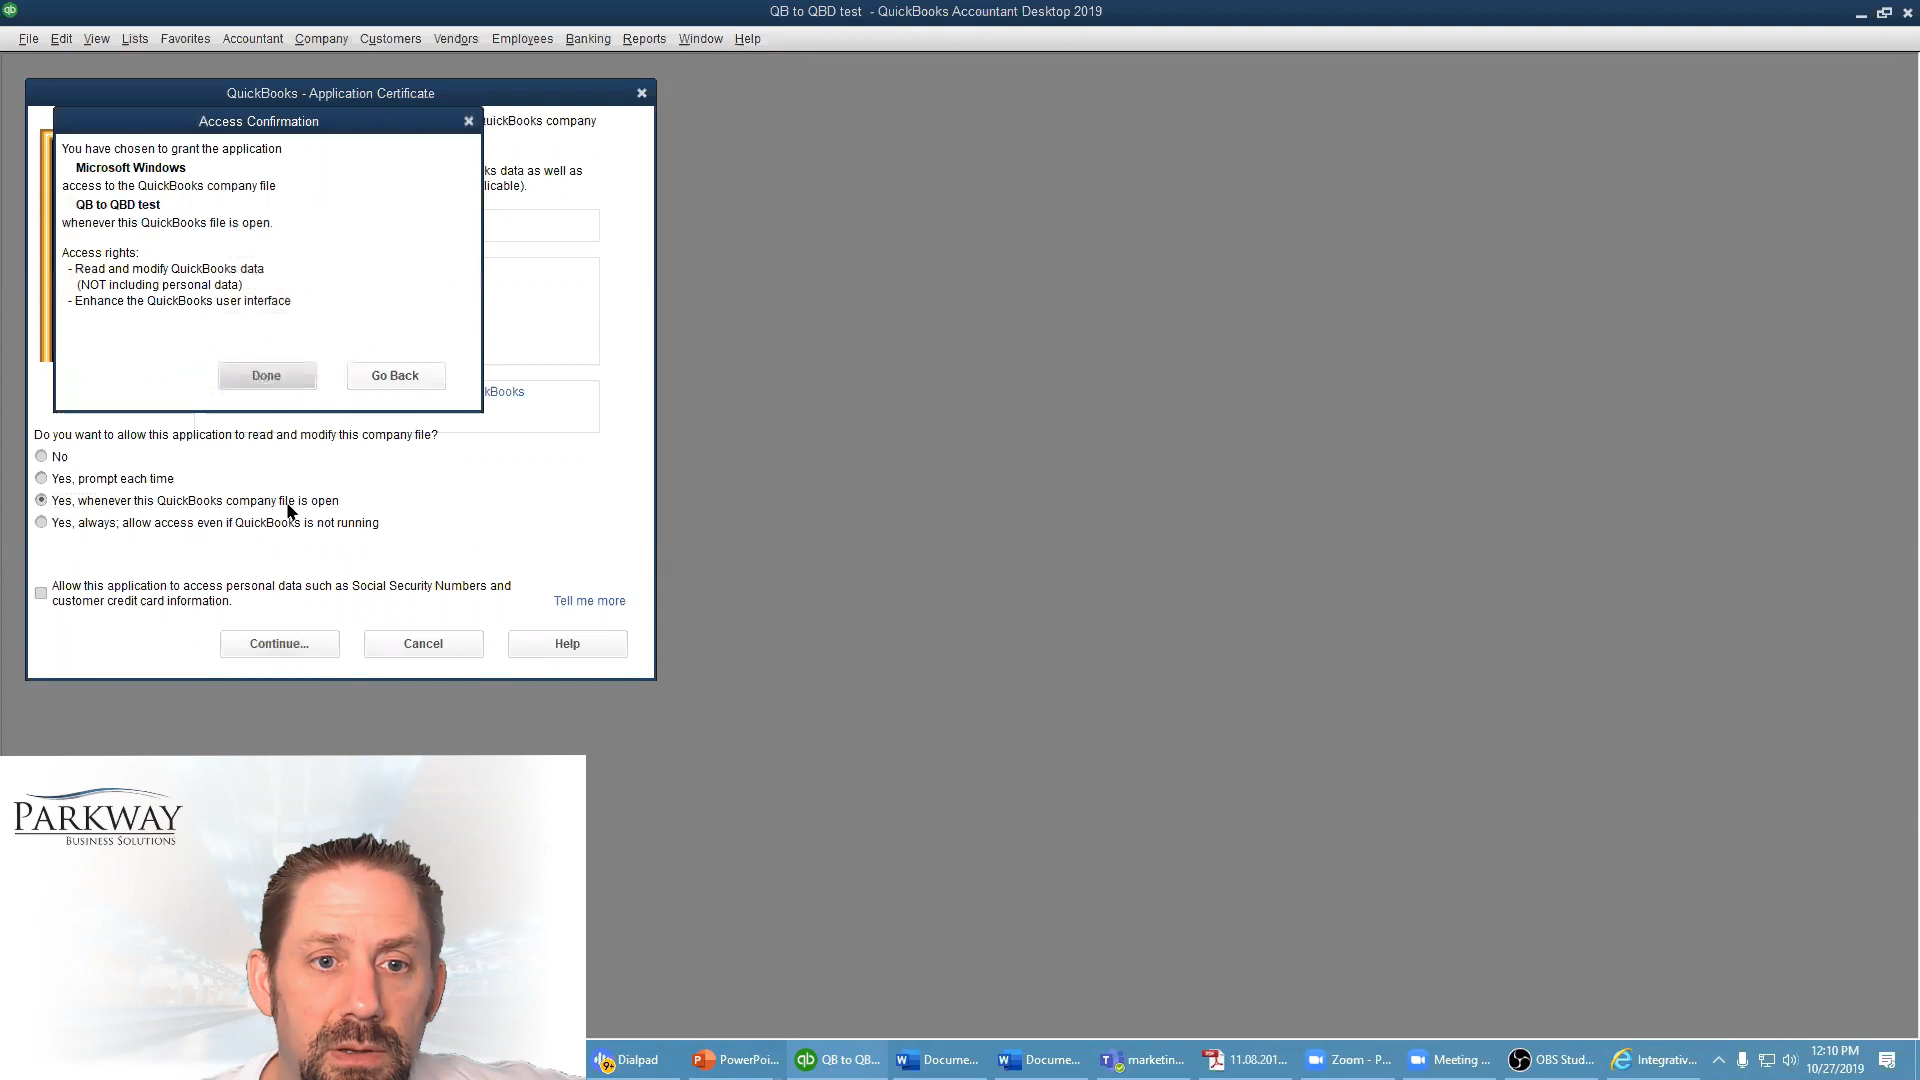 QB to QBD test - QuickBooks Accountant Desktop 2019
File Edit View Lists Favorites Accountant Company Customers Vendors Employees Banking Reports Window Help
QuickBooks - Application Certificate
Access Confirmation
uickBooks company
You have chosen to grant the application
Microsoft Windows
ks data as well as
access to the QuickBooks company file
licable).
QB to QBD test
whenever this QuickBooks file is open.
Access rights:
- Read and modify QuickBooks data
(NOT including personal data)
- Enhance the QuickBooks user interface
Done Go Back
kBooks
Do you want to allow this application to read and modify this company file?
No
Yes, prompt each time
Yes, whenever this QuickBooks company file is open
Yes, always; allow access even if QuickBooks is not running
Allow this application to access personal data such as Social Security Numbers and
customer credit card information.
Tell me more
Continue... Cancel Help
PARKWAY
BUSINESS SOLUTIONS
9+ Dialpad PowerPoi... QB to QB... Docume... Docume... marketin... 11.08.201... Zoom - P... Meeting ... OBS Stud... Integrativ...
12:10 PM
10/27/2019